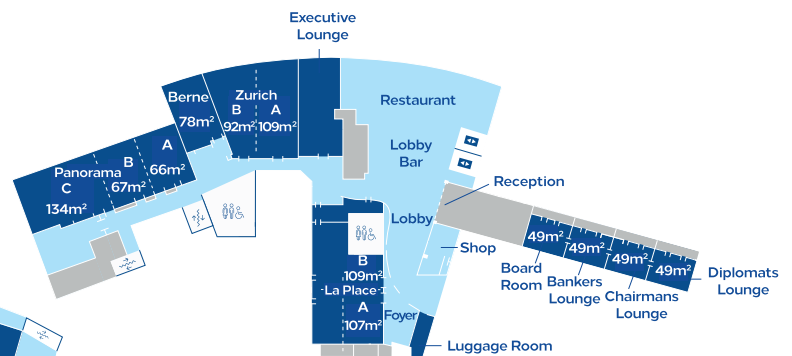 Executive
Lounge
Berne
78m²
Zurich
B
92m²
A
109m²
Restaurant
Lobby
Bar
Panorama
C
134m²
B
67m²
A
66m²
Reception
Lobby
Shop
49m²
49m²
49m²
49m²
Board
Room
Bankers
Lounge
Chairmans
Lounge
Diplomats
Lounge
B
109m²
La Place
A
107m²
Foyer
Luggage Room